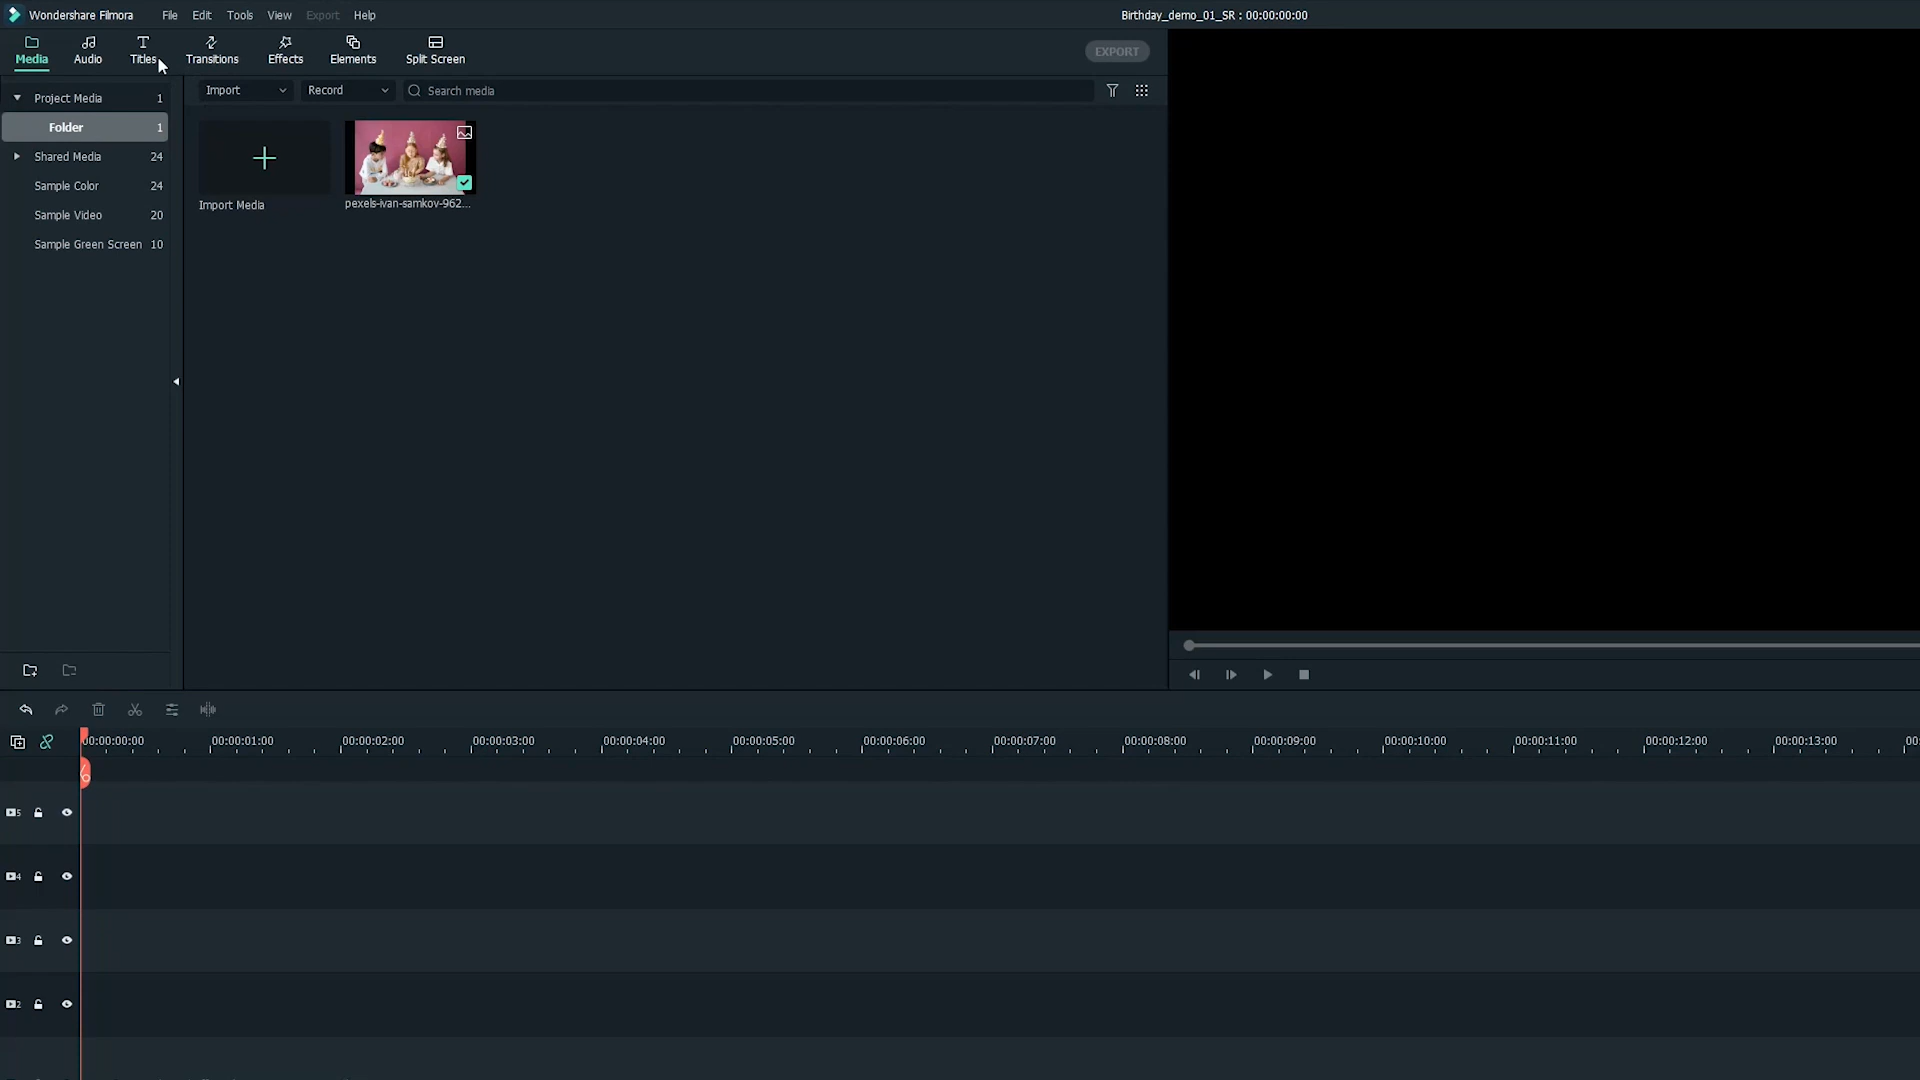 Wondershare Filmora File Edit Tools View Export Help Birthday_demo_01_SR : 00:00:00:00
Media Audio Titles Transitions Effects Elements Split Screen EXPORT
Import Record Search media
Project Media 1
Folder 1
Shared Media 24
Sample Color 24
Sample Video 20
Sample Green Screen 10
Import Media
pexels-ivan-samkov-962...
00:00:00:00 00:00:01:00 00:00:02:00 00:00:03:00 00:00:04:00 00:00:05:00 00:00:06:00 00:00:07:00 00:00:08:00 00:00:09:00 00:00:10:00 00:00:11:00 00:00:12:00 00:00:13:00
5
4
3
2